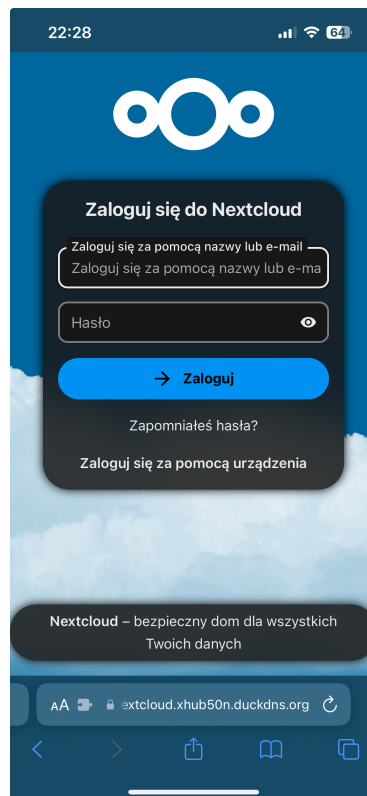 22:28
64
Zaloguj się do Nextcloud
Zaloguj się za pomocą nazwy lub e-mail
Zaloguj się za pomocą nazwy lub e-ma
Hasło
Zaloguj
Zapomniałeś hasła?
Zaloguj się za pomocą urządzenia
Nextcloud – bezpieczny dom dla wszystkich
Twoich danych
AA extcloud.xhub50n.duckdns.org